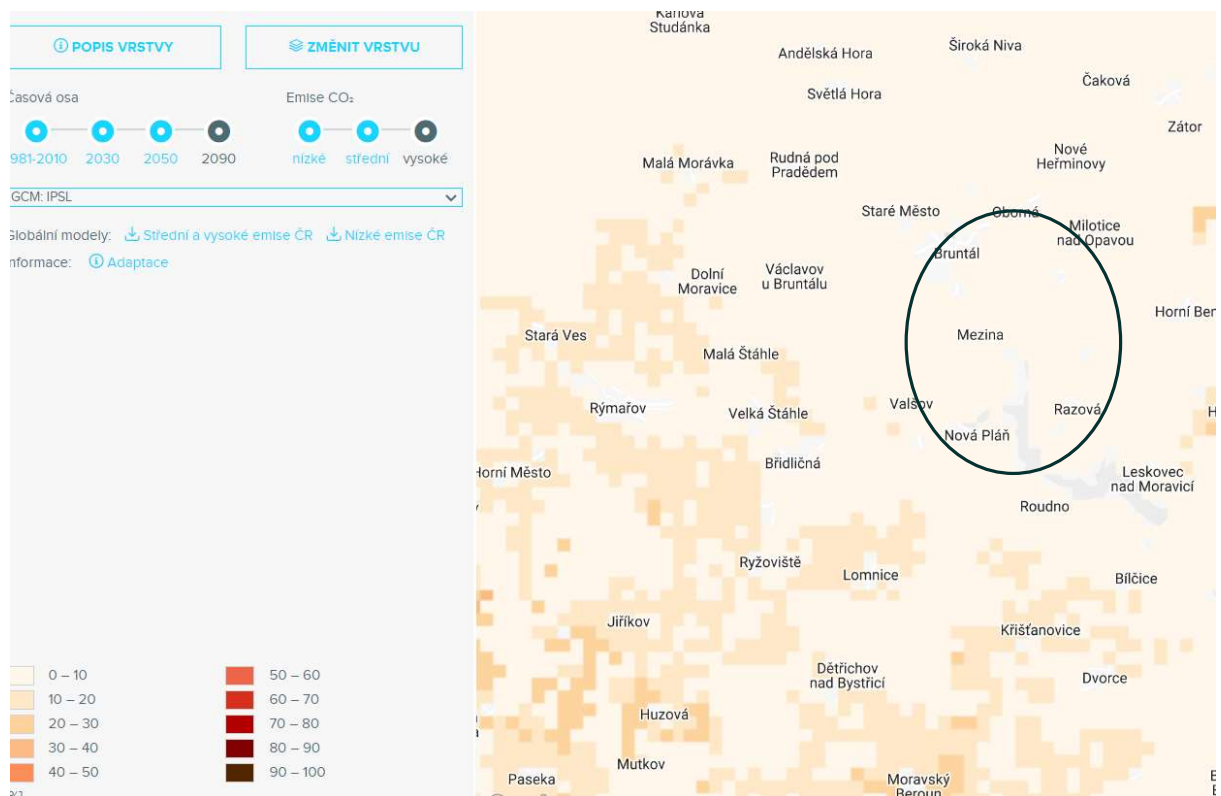 POPIS VRSTVY
ZMĚNIT VRSTVU
Časová osa
Emise CO₂
1981-2010 2030 2050 2090
nízké střední vysoké
GCM: IPSL
Globální modely: Střední a vysoké emise ČR Nízké emise ČR
Informace: Adaptace
0 – 10
10 – 20
20 – 30
30 – 40
40 – 50
50 – 60
60 – 70
70 – 80
80 – 90
90 – 100
Karlova
Studánka
Andělská Hora
Široká Niva
Světlá Hora
Čaková
Zátor
Malá Morávka
Rudná pod
Pradědem
Nové
Heřminovy
Staré Město
Oborná
Milotice
nad Opavou
Bruntál
Dolní
Moravice
Václavov
u Bruntálu
Horní Ben
Stará Ves
Mezina
Malá Štáhle
Rýmařov
Velká Štáhle
Valšov
Razová
H
Nová Pláň
Břidličná
Horní Město
Leskovec
nad Moravicí
Roudno
Ryžoviště
Lomnice
Bílčice
Jiříkov
Křišťanovice
Dětřichov
nad Bystřicí
Dvorce
Huzová
Mutkov
Paseka
Moravský
Beroun